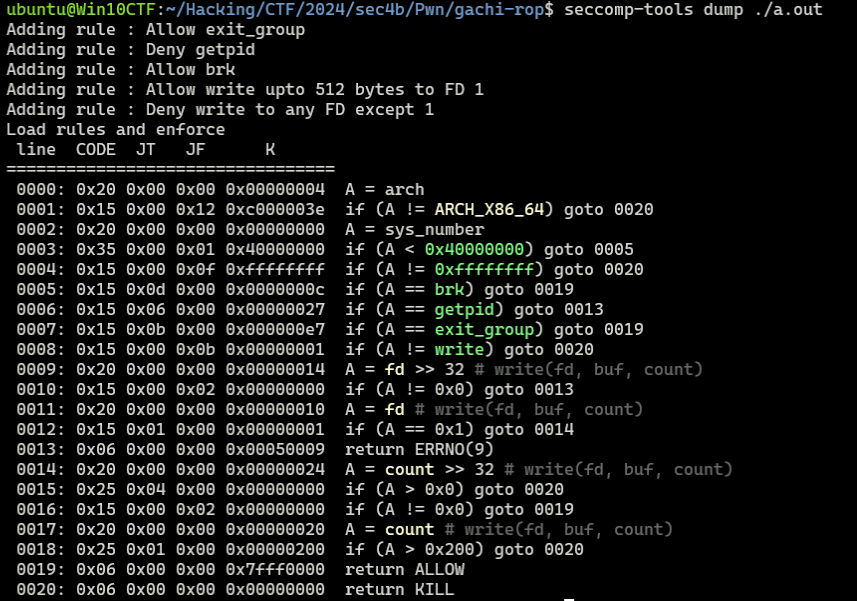 ubuntu@Win10CTF:~/Hacking/CTF/2024/sec4b/Pwn/gachi-rop$ seccomp-tools dump ./a.out
Adding rule : Allow exit_group
Adding rule : Deny getpid
Adding rule : Allow brk
Adding rule : Allow write upto 512 bytes to FD 1
Adding rule : Deny write to any FD except 1
Load rules and enforce
 line  CODE  JT   JF      K
=================================
 0000: 0x20 0x00 0x00 0x00000004  A = arch
 0001: 0x15 0x00 0x12 0xc000003e  if (A != ARCH_X86_64) goto 0020
 0002: 0x20 0x00 0x00 0x00000000  A = sys_number
 0003: 0x35 0x00 0x01 0x40000000  if (A < 0x40000000) goto 0005
 0004: 0x15 0x00 0x0f 0xffffffff  if (A != 0xffffffff) goto 0020
 0005: 0x15 0x0d 0x00 0x0000000c  if (A == brk) goto 0019
 0006: 0x15 0x06 0x00 0x00000027  if (A == getpid) goto 0013
 0007: 0x15 0x0b 0x00 0x000000e7  if (A == exit_group) goto 0019
 0008: 0x15 0x00 0x0b 0x00000001  if (A != write) goto 0020
 0009: 0x20 0x00 0x00 0x00000014  A = fd >> 32 # write(fd, buf, count)
 0010: 0x15 0x00 0x02 0x00000000  if (A != 0x0) goto 0013
 0011: 0x20 0x00 0x00 0x00000010  A = fd # write(fd, buf, count)
 0012: 0x15 0x01 0x00 0x00000001  if (A == 0x1) goto 0014
 0013: 0x06 0x00 0x00 0x00050009  return ERRNO(9)
 0014: 0x20 0x00 0x00 0x00000024  A = count >> 32 # write(fd, buf, count)
 0015: 0x25 0x04 0x00 0x00000000  if (A > 0x0) goto 0020
 0016: 0x15 0x00 0x02 0x00000000  if (A != 0x0) goto 0019
 0017: 0x20 0x00 0x00 0x00000020  A = count # write(fd, buf, count)
 0018: 0x25 0x01 0x00 0x00000200  if (A > 0x200) goto 0020
 0019: 0x06 0x00 0x00 0x7fff0000  return ALLOW
 0020: 0x06 0x00 0x00 0x00000000  return KILL